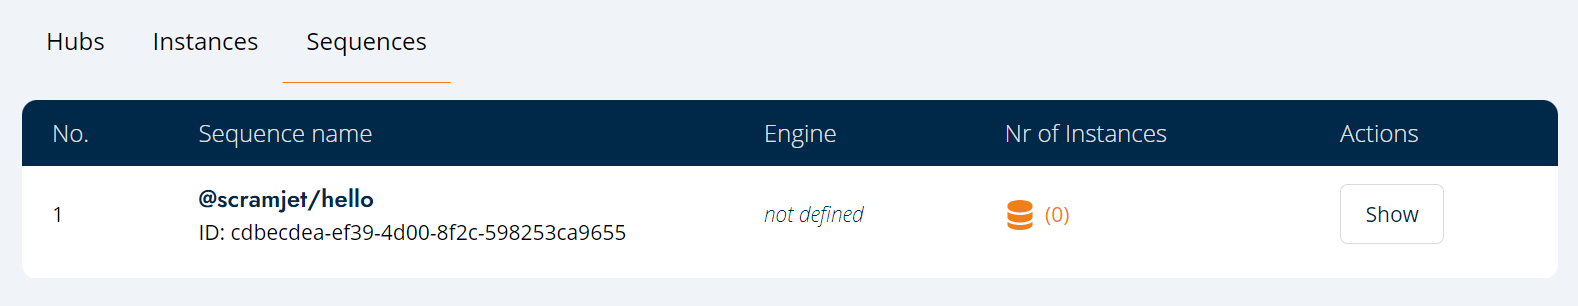 Hubs Instances Sequences
No. Sequence name Engine Nr of Instances Actions
1 @scramjet/hello not defined (0) Show
ID: cdbecdea-ef39-4d00-8f2c-598253ca9655